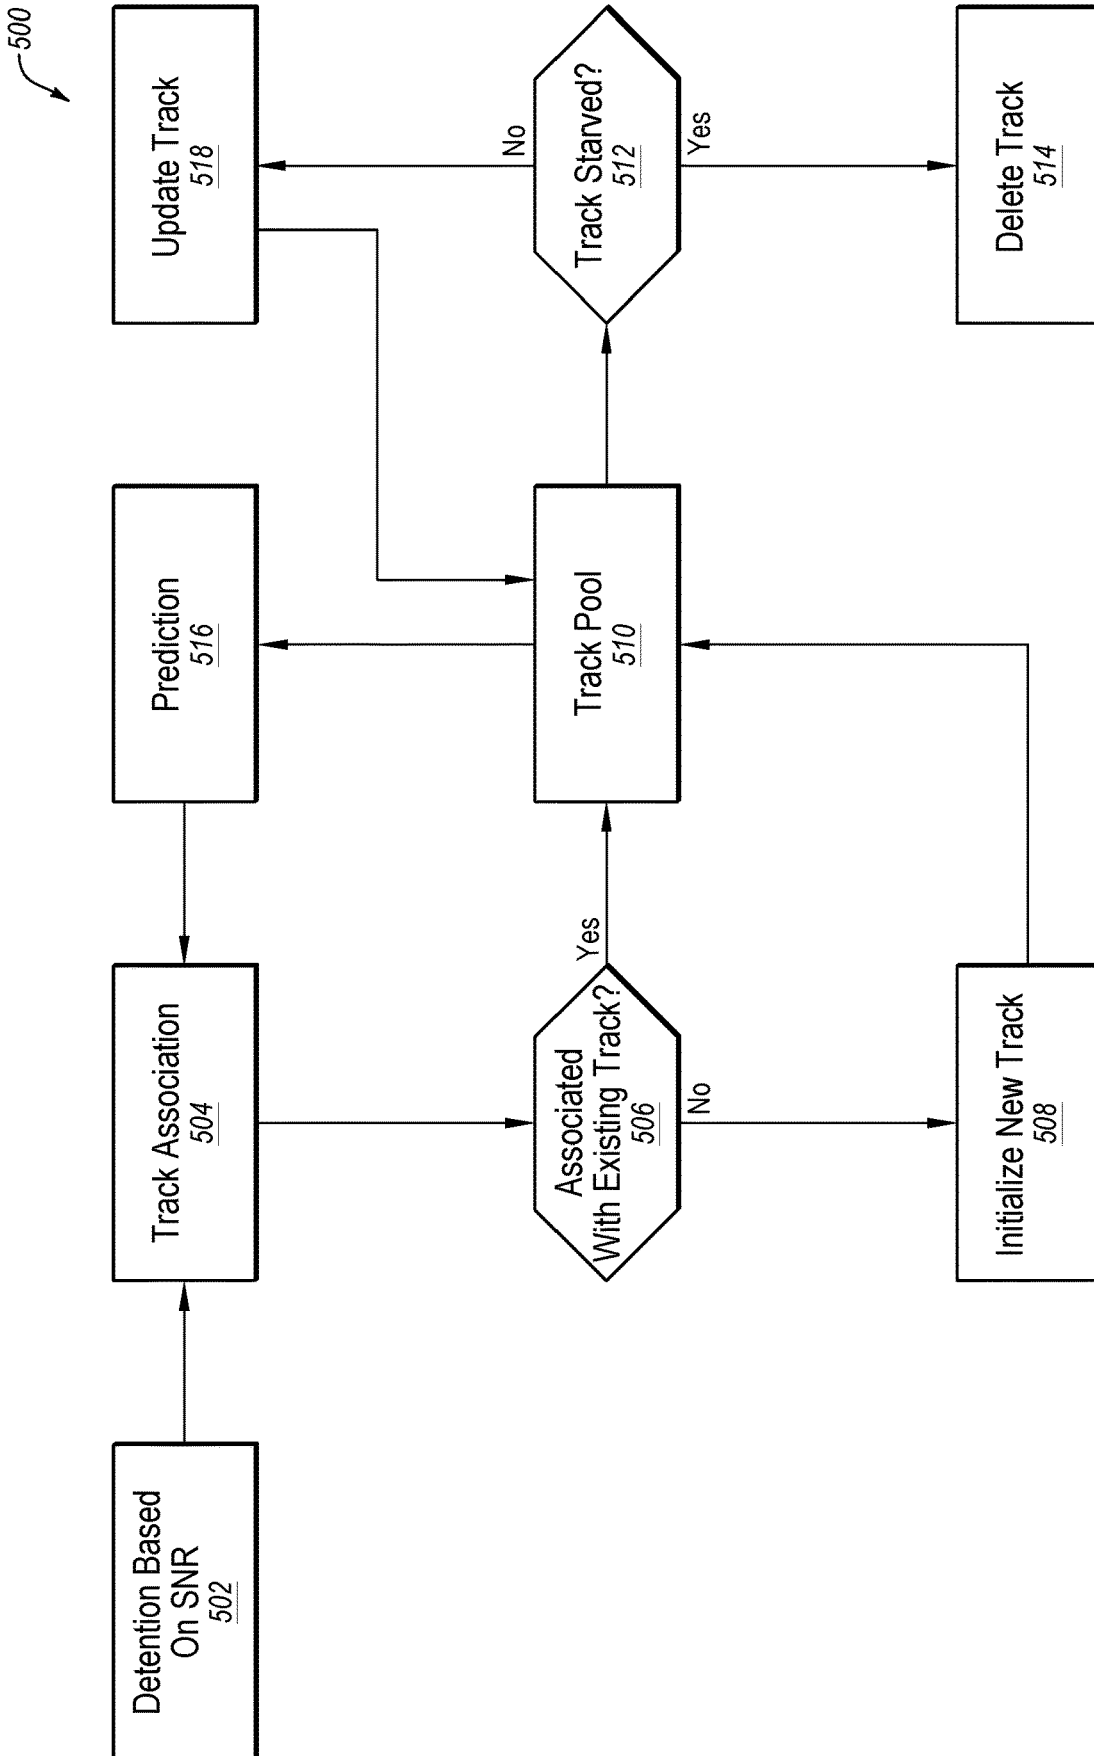 500
Detention Based
On SNR
502
Track Association
504
Prediction
516
Update Track
518
Associated
With Existing Track?
506
Yes
No
Track Pool
510
Track Starved?
512
No
Yes
Initialize New Track
508
Delete Track
514